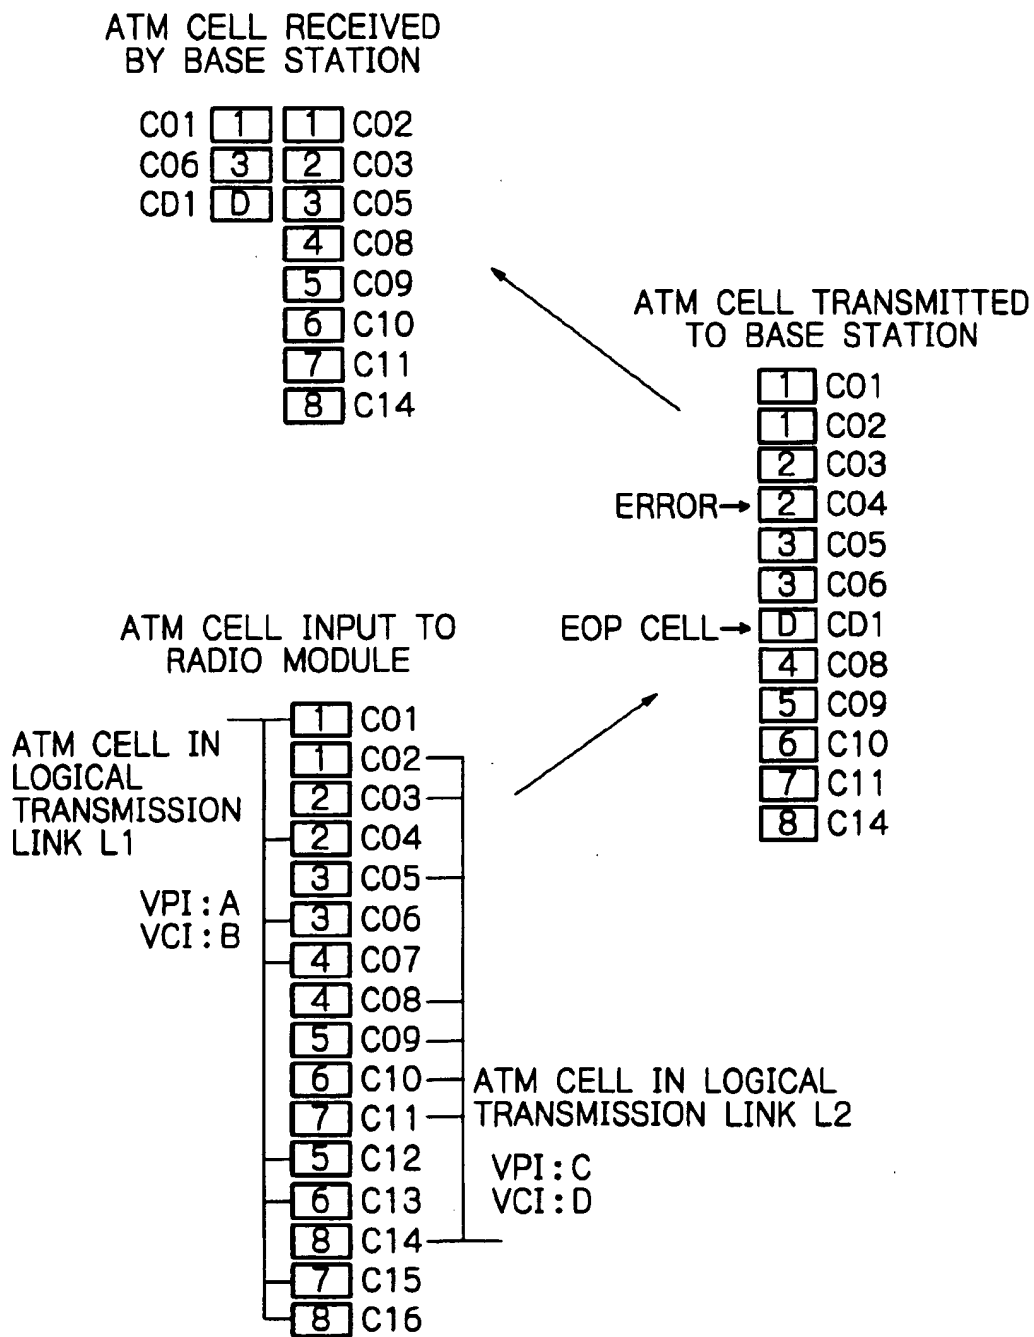 ATM CELL RECEIVED
BY BASE STATION
C01 1 1 C02
C06 3 2 C03
CD1 D 3 C05
4 C08
5 C09
6 C10
7 C11
8 C14
ATM CELL TRANSMITTED
TO BASE STATION
1 C01
1 C02
2 C03
ERROR 2 C04
3 C05
3 C06
EOP CELL D CD1
4 C08
5 C09
6 C10
7 C11
8 C14
ATM CELL INPUT TO
RADIO MODULE
1 C01
1 C02
2 C03
2 C04
3 C05
3 C06
4 C07
4 C08
5 C09
6 C10
7 C11
5 C12
6 C13
8 C14
7 C15
8 C16
ATM CELL IN
LOGICAL
TRANSMISSION
LINK L1
VPI:A
VCI:B
ATM CELL IN LOGICAL
TRANSMISSION LINK L2
VPI:C
VCI:D